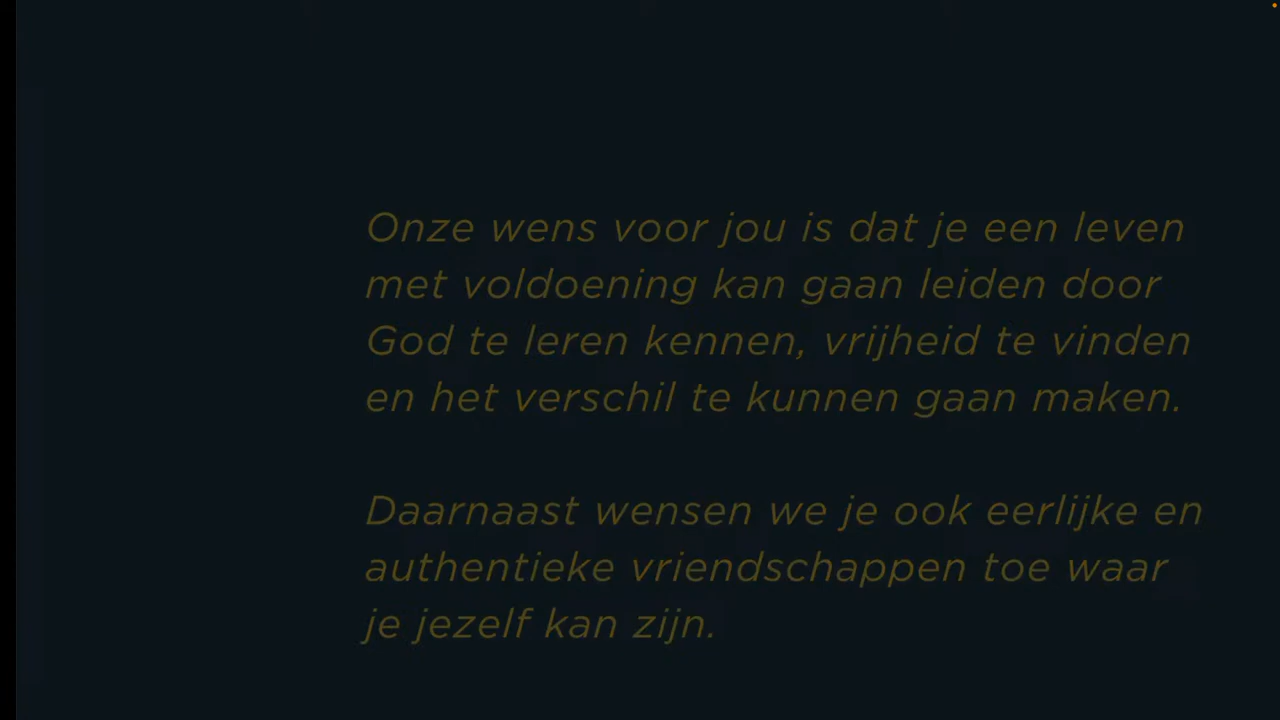 Onze wens voor jou is dat je een leven
met voldoening kan gaan leiden door
God te leren kennen, vrijheid te vinden
en het verschil te kunnen gaan maken.
Daarnaast wensen we je ook eerlijke en
authentieke vriendschappen toe waar
je jezelf kan zijn.